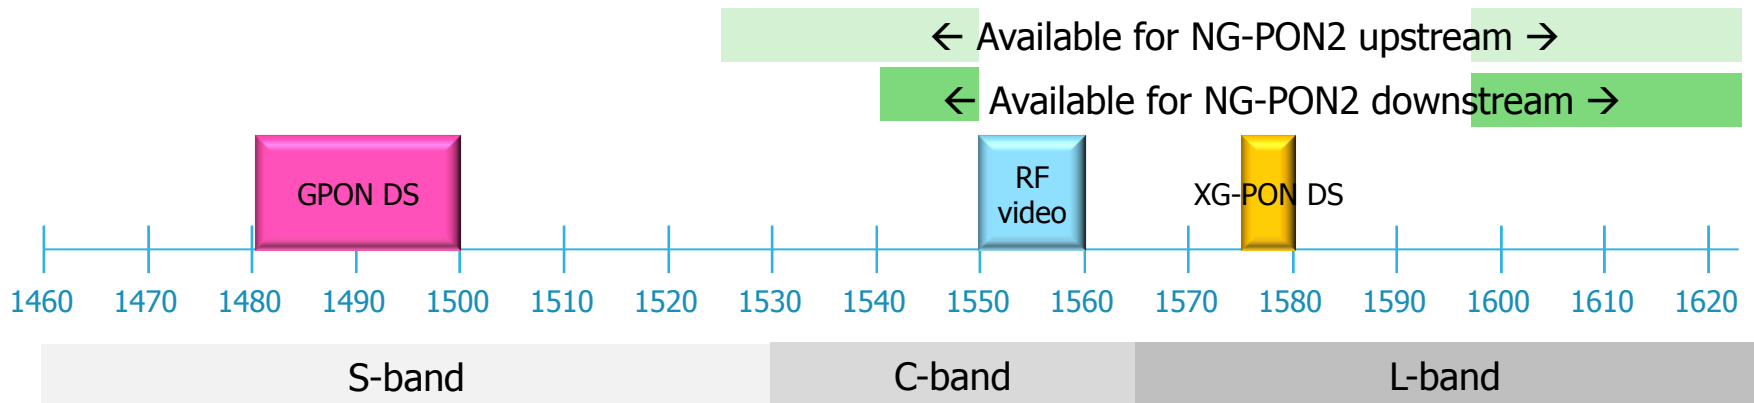 ← Available for NG-PON2 upstream →
← Available for NG-PON2 downstream →
GPON DS
RF
video
XG-PON DS
1460 1470 1480 1490 1500 1510 1520 1530 1540 1550 1560 1570 1580 1590 1600 1610 1620
S-band C-band L-band